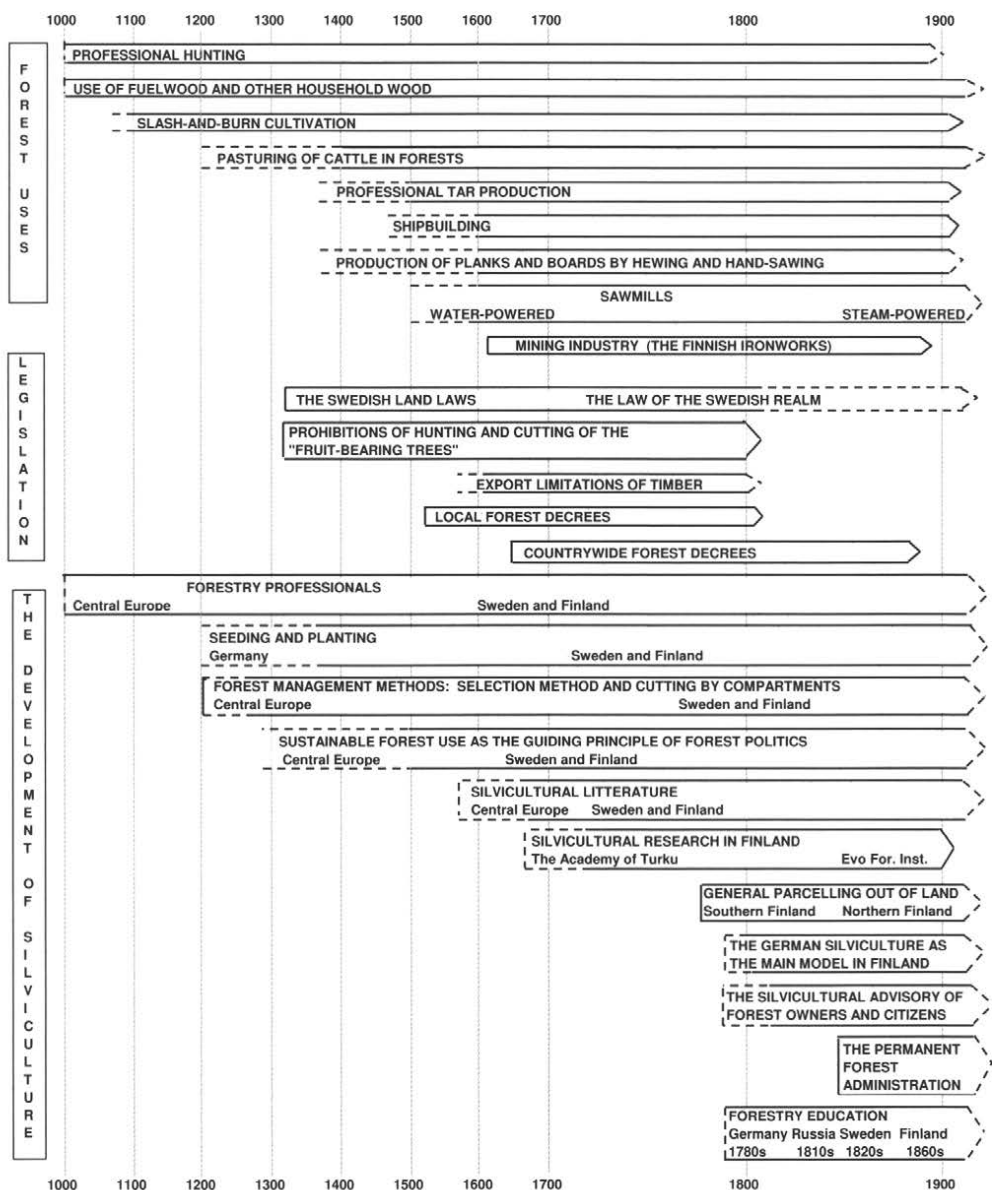 1000 1100 1200 1300 1400 1500 1600 1700 1800 1900
FOREST USES
PROFESSIONAL HUNTING
USE OF FUELWOOD AND OTHER HOUSEHOLD WOOD
SLASH-AND-BURN CULTIVATION
PASTURING OF CATTLE IN FORESTS
PROFESSIONAL TAR PRODUCTION
SHIPBUILDING
PRODUCTION OF PLANKS AND BOARDS BY HEWING AND HAND-SAWING
SAWMILLS
WATER-POWERED STEAM-POWERED
MINING INDUSTRY (THE FINNISH IRONWORKS)
LEGISLATION
THE SWEDISH LAND LAWS THE LAW OF THE SWEDISH REALM
PROHIBITIONS OF HUNTING AND CUTTING OF THE
"FRUIT-BEARING TREES"
EXPORT LIMITATIONS OF TIMBER
LOCAL FOREST DECREES
COUNTRYWIDE FOREST DECREES
THE DEVELOPMENT OF SILVICULTURE
FORESTRY PROFESSIONALS
Central Europe Sweden and Finland
SEEDING AND PLANTING
Germany Sweden and Finland
FOREST MANAGEMENT METHODS: SELECTION METHOD AND CUTTING BY COMPARTMENTS
Central Europe Sweden and Finland
SUSTAINABLE FOREST USE AS THE GUIDING PRINCIPLE OF FOREST POLITICS
Central Europe Sweden and Finland
SILVICULTURAL LITTERATURE
Central Europe Sweden and Finland
SILVICULTURAL RESEARCH IN FINLAND
The Academy of Turku Evo For. Inst.
GENERAL PARCELLING OUT OF LAND
Southern Finland Northern Finland
THE GERMAN SILVICULTURE AS
THE MAIN MODEL IN FINLAND
THE SILVICULTURAL ADVISORY OF
FOREST OWNERS AND CITIZENS
THE PERMANENT
FOREST
ADMINISTRATION
FORESTRY EDUCATION
Germany Russia Sweden Finland
1780s 1810s 1820s 1860s
1000 1100 1200 1300 1400 1500 1600 1700 1800 1900